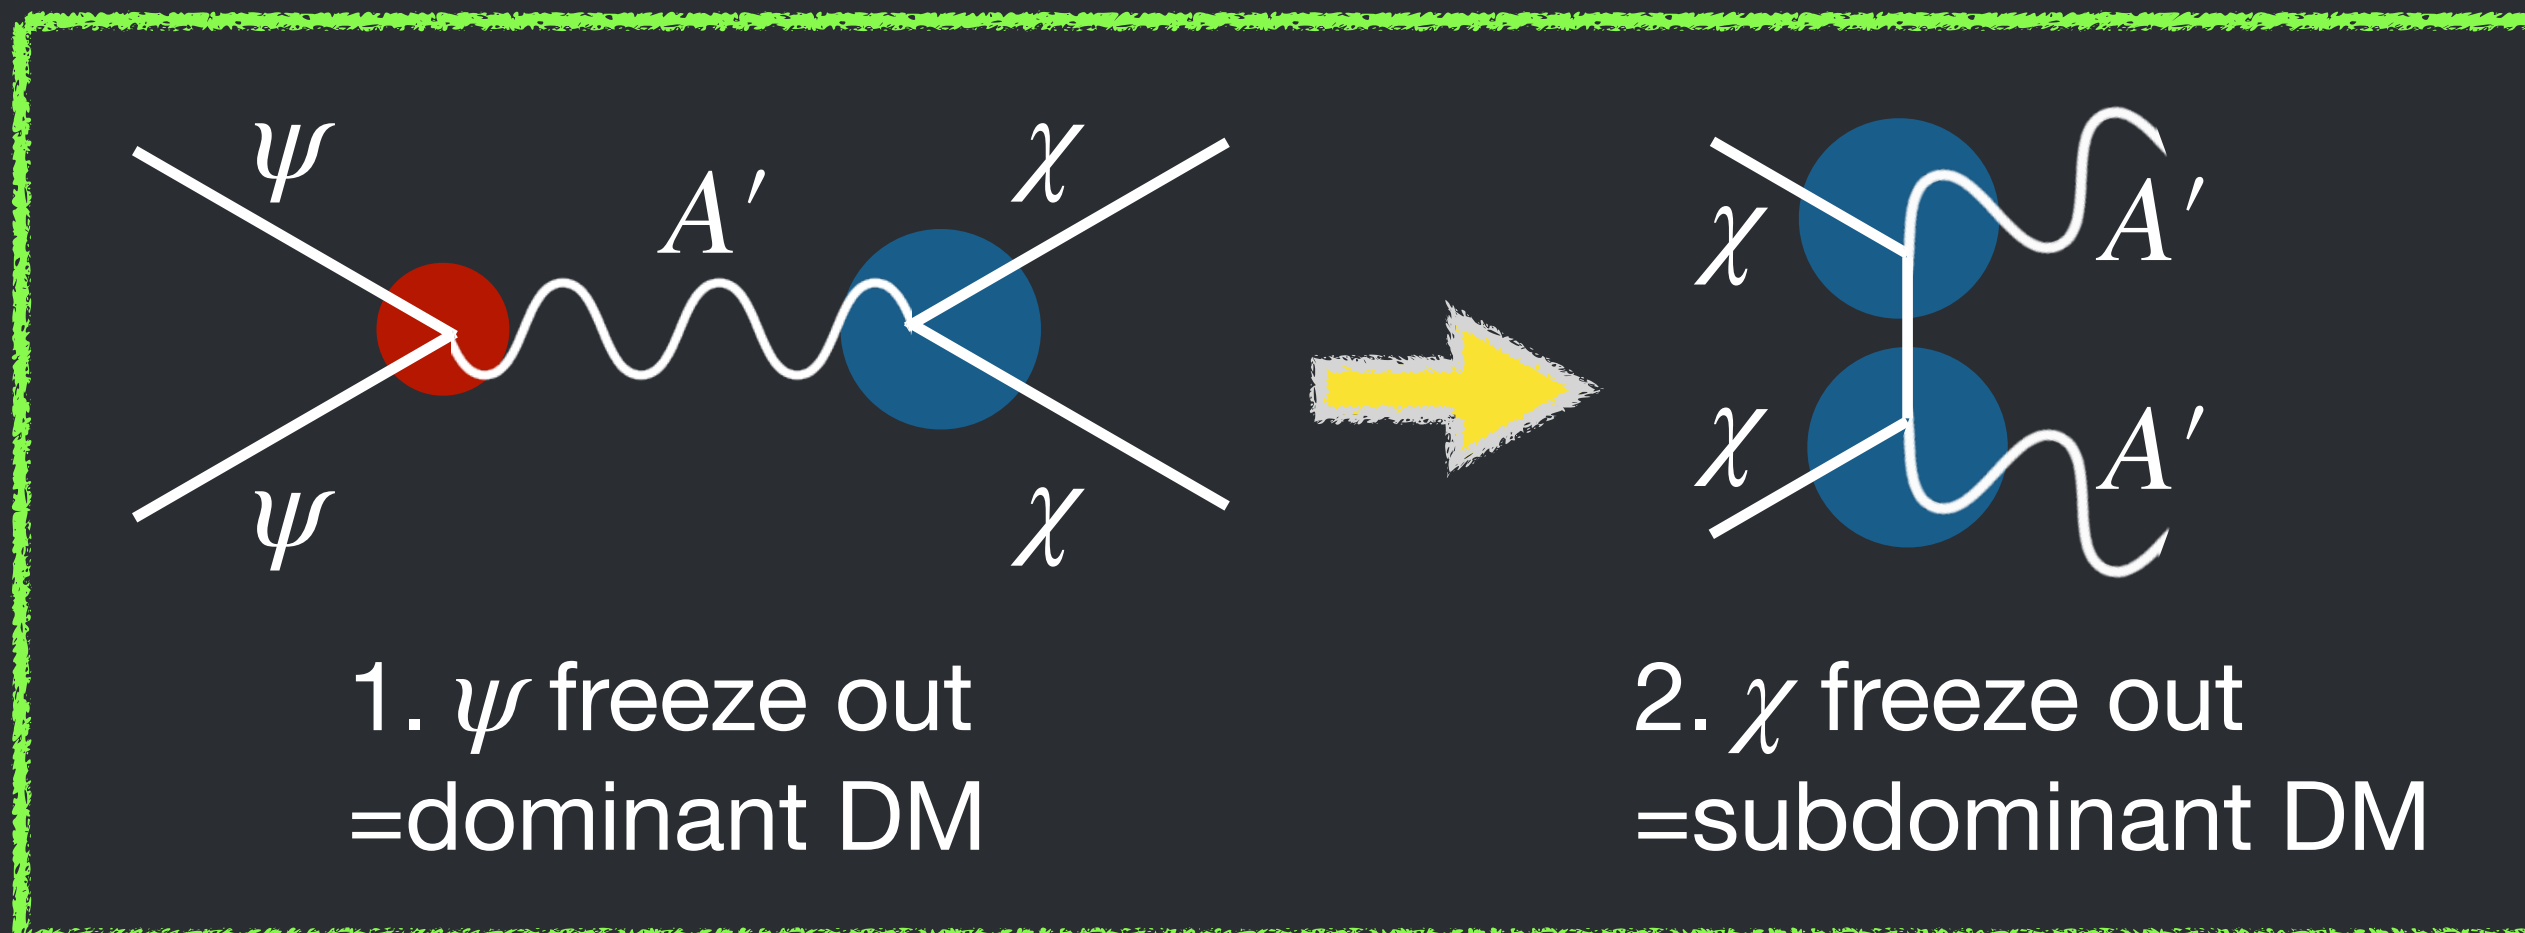 ψ
χ
A′
ψ
χ
χ
A′
χ
A′
1. ψ freeze out
=dominant DM
2. χ freeze out
=subdominant DM